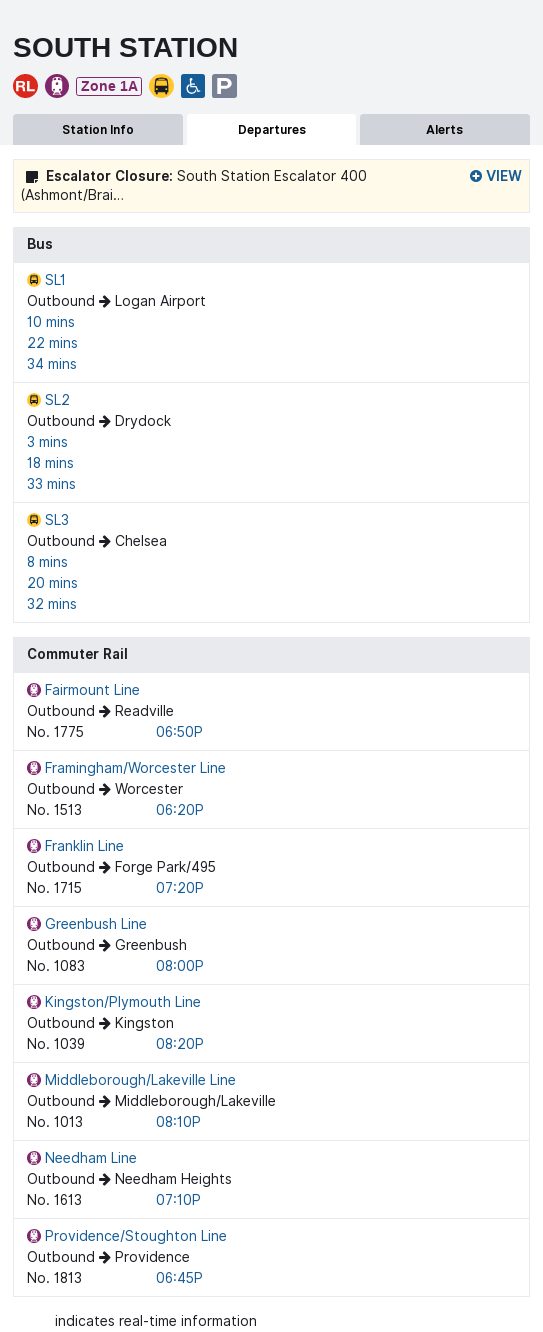 SOUTH STATION
RL Zone 1A P
Station Info Departures Alerts
Escalator Closure: South Station Escalator 400 VIEW
(Ashmont/Brai...
Bus
SL1
Outbound → Logan Airport
10 mins
22 mins
34 mins
SL2
Outbound → Drydock
3 mins
18 mins
33 mins
SL3
Outbound → Chelsea
8 mins
20 mins
32 mins
Commuter Rail
Fairmount Line
Outbound → Readville
No. 1775 06:50P
Framingham/Worcester Line
Outbound → Worcester
No. 1513 06:20P
Franklin Line
Outbound → Forge Park/495
No. 1715 07:20P
Greenbush Line
Outbound → Greenbush
No. 1083 08:00P
Kingston/Plymouth Line
Outbound → Kingston
No. 1039 08:20P
Middleborough/Lakeville Line
Outbound → Middleborough/Lakeville
No. 1013 08:10P
Needham Line
Outbound → Needham Heights
No. 1613 07:10P
Providence/Stoughton Line
Outbound → Providence
No. 1813 06:45P
indicates real-time information